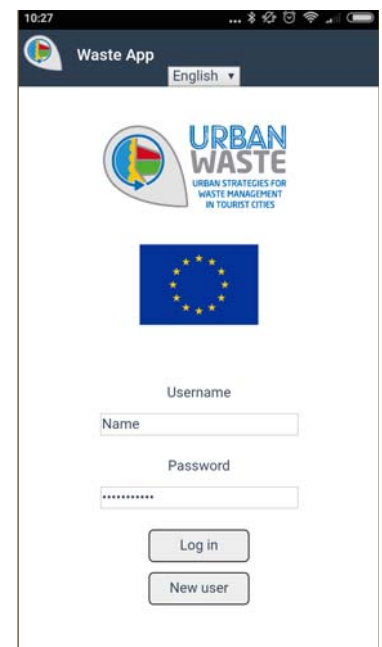 10:27
Waste App
English
URBAN
WASTE
URBAN STRATEGIES FOR
WASTE MANAGEMENT
IN TOURIST CITIES
Username
Name
Password
•••••••••••
Log in
New user